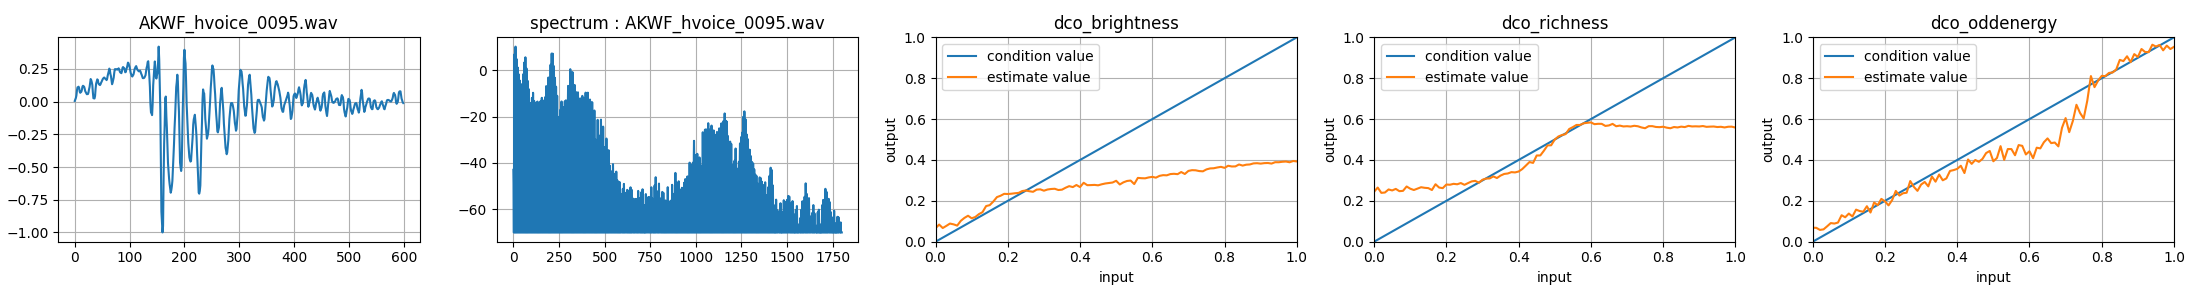 AKWF_hvoice_0095.wav
0.25
0.00
−0.25
−0.50
−0.75
−1.00
0 100 200 300 400 500 600
spectrum : AKWF_hvoice_0095.wav
0
−20
−40
−60
0 250 500 750 1000 1250 1500 1750
dco_brightness
condition value
estimate value
output
1.0
0.8
0.6
0.4
0.2
0.0
0.0 0.2 0.4 0.6 0.8 1.0
input
dco_richness
condition value
estimate value
output
1.0
0.8
0.6
0.4
0.2
0.0
0.0 0.2 0.4 0.6 0.8 1.0
input
dco_oddenergy
condition value
estimate value
output
1.0
0.8
0.6
0.4
0.2
0.0
0.0 0.2 0.4 0.6 0.8 1.0
input